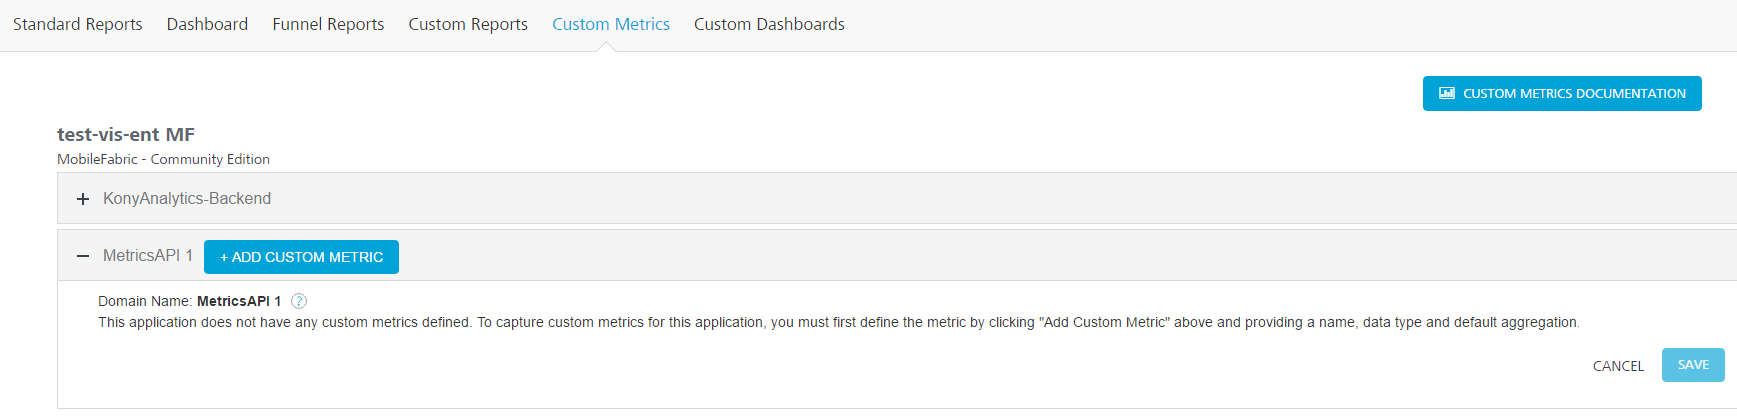 Standard Reports Dashboard Funnel Reports Custom Reports Custom Metrics Custom Dashboards
CUSTOM METRICS DOCUMENTATION
test-vis-ent MF
MobileFabric - Community Edition
+ KonyAnalytics-Backend
− MetricsAPI 1 + ADD CUSTOM METRIC
Domain Name: MetricsAPI 1 ?
This application does not have any custom metrics defined. To capture custom metrics for this application, you must first define the metric by clicking "Add Custom Metric" above and providing a name, data type and default aggregation.
CANCEL SAVE